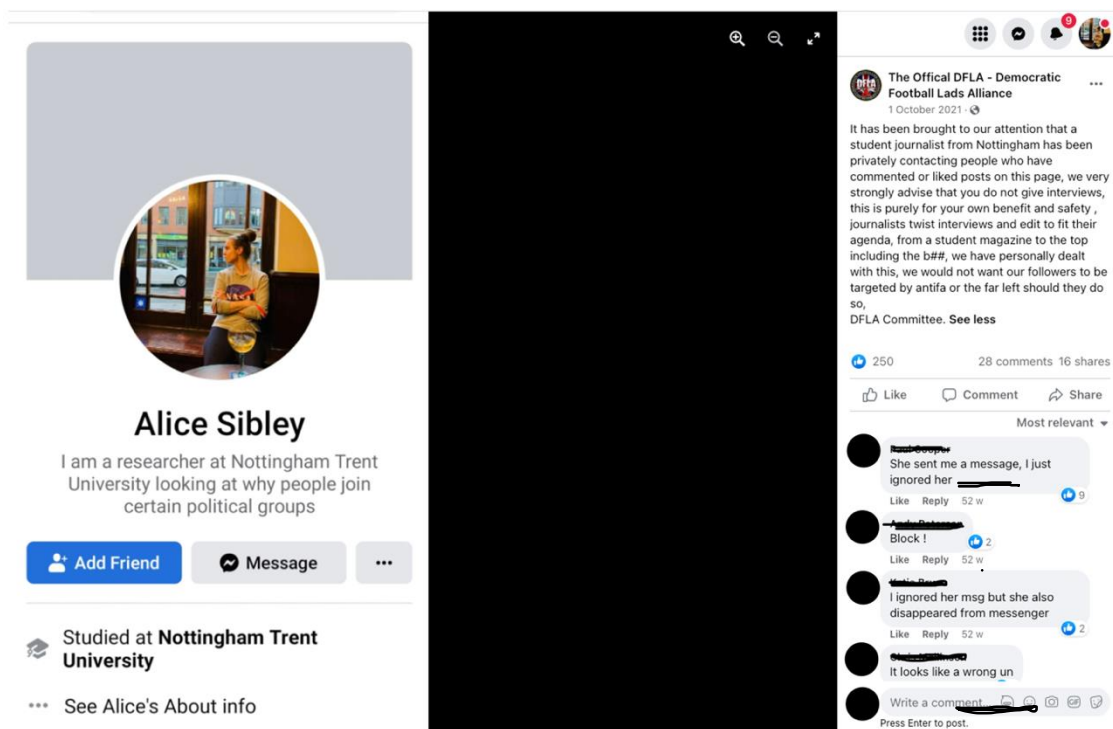 Alice Sibley
I am a researcher at Nottingham Trent
University looking at why people join
certain political groups
Add Friend
Message
Studied at Nottingham Trent
University
See Alice's About info
9
The Offical DFLA - Democratic
Football Lads Alliance
1 October 2021 ·
It has been brought to our attention that a
student journalist from Nottingham has been
privately contacting people who have
commented or liked posts on this page, we very
strongly advise that you do not give interviews,
this is purely for your own benefit and safety ,
journalists twist interviews and edit to fit their
agenda, from a student magazine to the top
including the b##, we have personally dealt
with this, we would not want our followers to be
targeted by antifa or the far left should they do
so,
DFLA Committee. See less
250
28 comments 16 shares
Like Comment Share
Most relevant
She sent me a message, I just
ignored her
9
Like Reply 52 w
Block !
2
Like Reply 52 w
I ignored her msg but she also
disappeared from messenger
2
Like Reply 52 w
It looks like a wrong un
Write a comment
GIF
Press Enter to post.